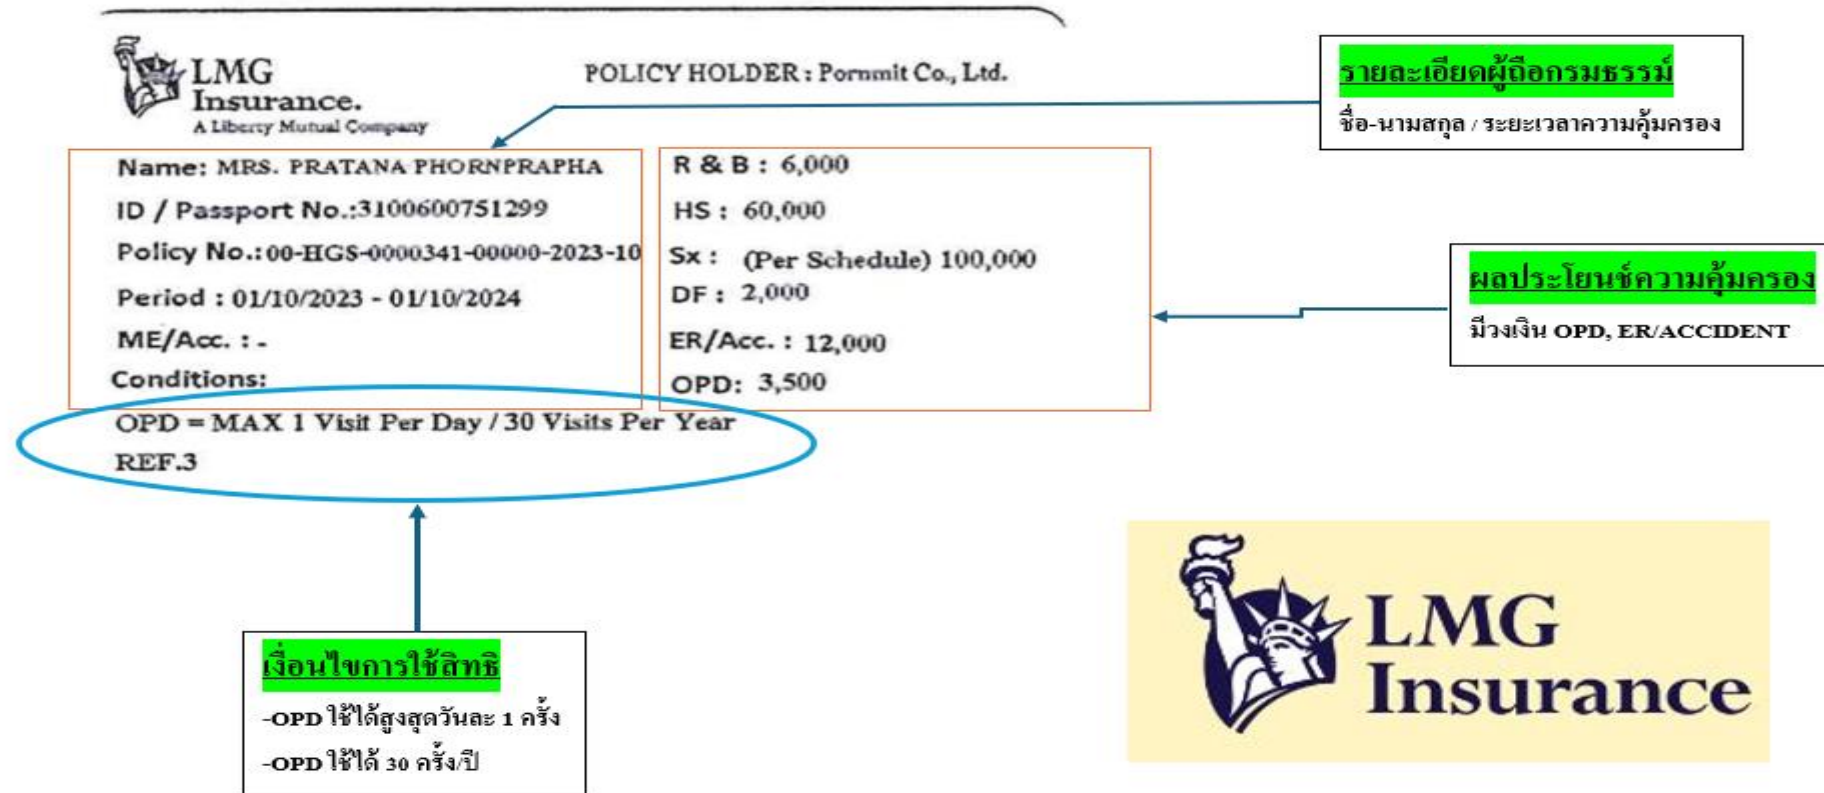 LMG
Insurance.
A Liberty Mutual Company
POLICY HOLDER : Pornmit Co., Ltd.
Name: MRS. PRATANA PHORNPRAPHA
ID / Passport No.:3100600751299
Policy No.:00-HGS-0000341-00000-2023-10
Period : 01/10/2023 - 01/10/2024
ME/Acc. : -
Conditions:
OPD = MAX 1 Visit Per Day / 30 Visits Per Year
REF.3
R & B : 6,000
HS : 60,000
Sx : (Per Schedule) 100,000
DF : 2,000
ER/Acc. : 12,000
OPD: 3,500
รายละเอียดผู้ถือกรมธรรม์
ชื่อ-นามสกุล / ระยะเวลาความคุ้มครอง
ผลประโยนช์ความคุ้มครอง
มีวงเงิน OPD, ER/ACCIDENT
เงื่อนไขการใช้สิทธิ
-OPD ใช้ได้สูงสุดวันละ 1 ครั้ง
-OPD ใช้ได้ 30 ครั้ง/ปี
LMG
Insurance